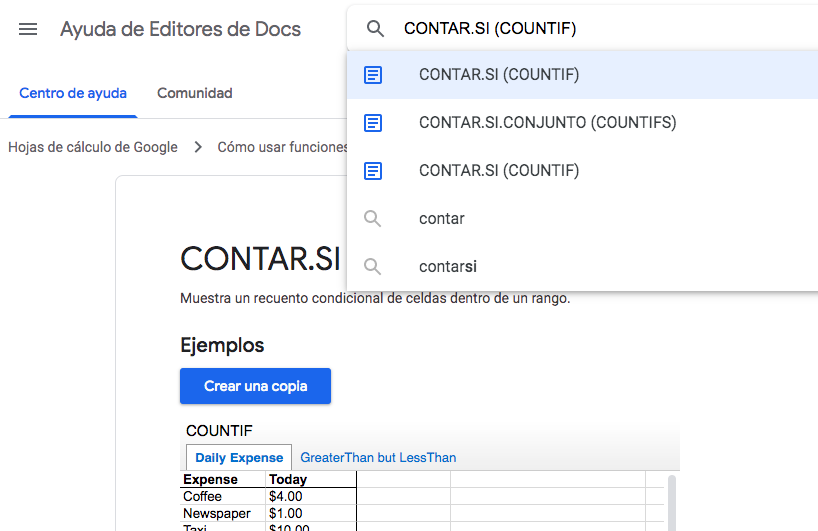 Ayuda de Editores de Docs
CONTAR.SI (COUNTIF)
CONTAR.SI (COUNTIF)
CONTAR.SI.CONJUNTO (COUNTIFS)
CONTAR.SI (COUNTIF)
contar
contarsi
Centro de ayuda Comunidad
Hojas de cálculo de Google Cómo usar funciones
CONTAR.SI
Muestra un recuento condicional de celdas dentro de un rango.
Ejemplos
Crear una copia
COUNTIF
Daily Expense GreaterThan but LessThan
Expense Today
Coffee $4.00
Newspaper $1.00
Taxi $10.00